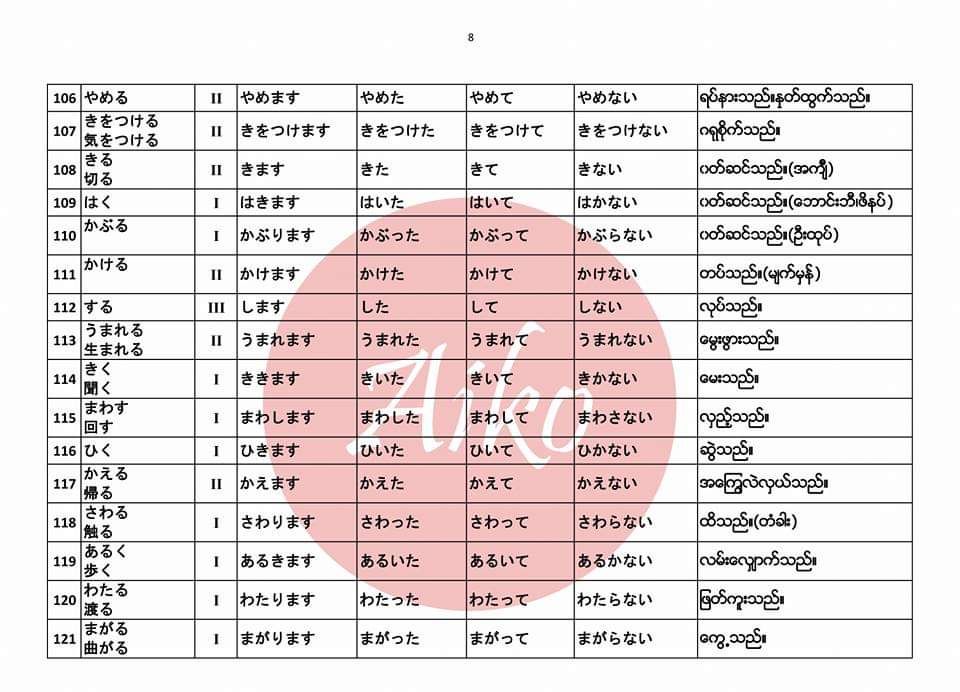 8
106 やめる II やめます やめた やめて やめない ရပ်နားသည်။နှုတ်ထွက်သည်။
107 きをつける II きをつけます きをつけた きをつけて きをつけない ဂရုစိုက်သည်။
気をつける
108 きる II きます きた きて きない ဝတ်ဆင်သည်။(အင်္ကျီ)
切る
109 はく I はきます はいた はいて はかない ဝတ်ဆင်သည်။(ဘောင်းဘီ၊ဖိနပ်)
110 かぶる I かぶります かぶった かぶって かぶらない ဝတ်ဆင်သည်။(ဦးထုပ်)
111 かける II かけます かけた かけて かけない တပ်သည်။(မျက်မှန်)
112 する III します した して しない လုပ်သည်။
113 うまれる II うまれます うまれた うまれて うまれない မွေးဖွားသည်။
生まれる
114 きく I ききます きいた きいて きかない မေးသည်။
聞く
115 まわす I まわします まわした まわして まわさない လှည့်သည်။
回す
116 ひく I ひきます ひいた ひいて ひかない ဆွဲသည်။
117 かえる II かえます かえた かえて かえない အကြွေလဲလှယ်သည်။
帰る
118 さわる I さわります さわった さわって さわらない ထိသည်။(တံခါး)
触る
119 あるく I あるきます あるいた あるいて あるかない လမ်းလျှောက်သည်။
歩く
120 わたる I わたります わたった わたって わたらない ဖြတ်ကူးသည်။
渡る
121 まがる I まがります まがった まがって まがらない ကွေ့သည်။
曲がる
Aiko